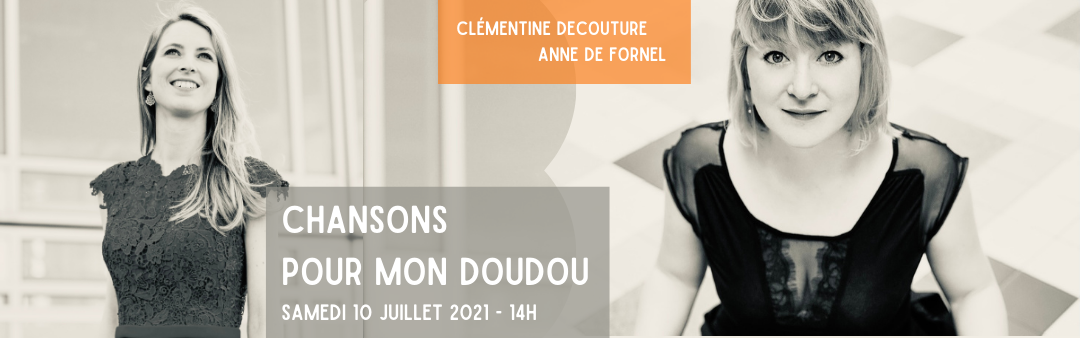 CLÉMENTINE DECOUTURE
ANNE DE FORNEL
CHANSONS
POUR MON DOUDOU
SAMEDI 10 JUILLET 2021 - 14H